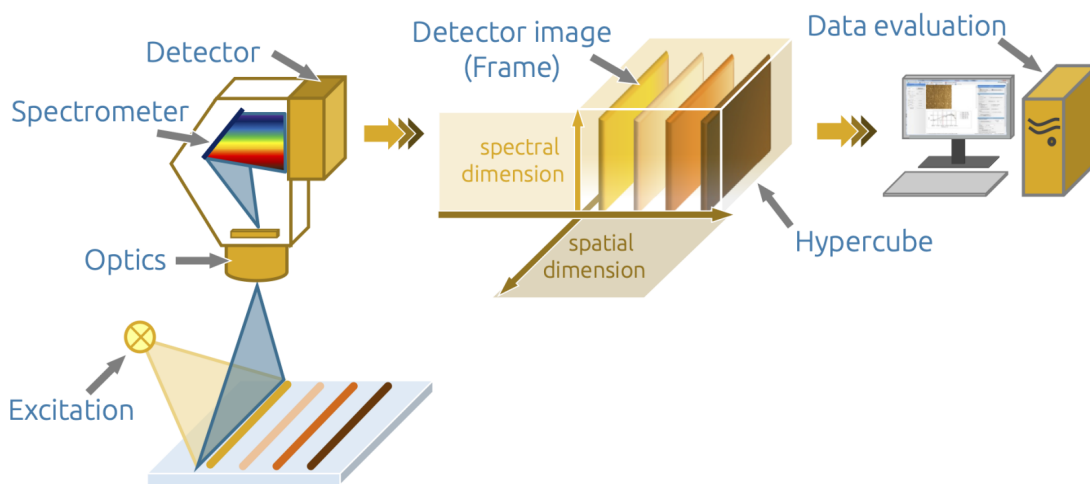 Detector
Spectrometer
Optics
Excitation
Detector image
(Frame)
spectral
dimension
spatial
dimension
Hypercube
Data evaluation